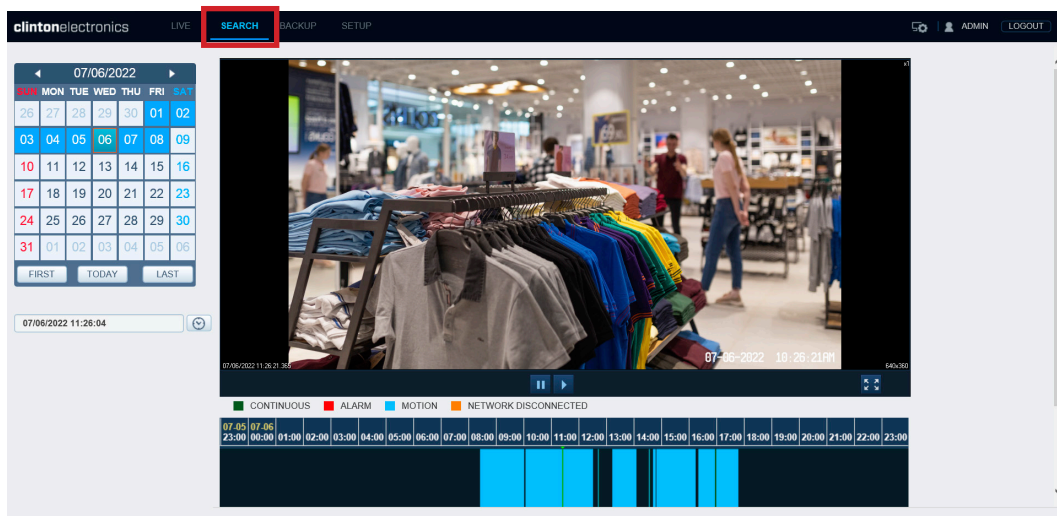 clintonelectronics LIVE SEARCH BACKUP SETUP ADMIN LOGOUT
07/06/2022
SUN MON TUE WED THU FRI SAT
26 27 28 29 30 01 02
03 04 05 06 07 08 09
10 11 12 13 14 15 16
17 18 19 20 21 22 23
24 25 26 27 28 29 30
31 01 02 03 04 05 06
FIRST TODAY LAST
07/06/2022 11:26:04
x1
07-06-2022 10:26:21AM
07/06/2022 11:26:21.365 640x360
CONTINUOUS ALARM MOTION NETWORK DISCONNECTED
07-05 07-06
23:00 00:00 01:00 02:00 03:00 04:00 05:00 06:00 07:00 08:00 09:00 10:00 11:00 12:00 13:00 14:00 15:00 16:00 17:00 18:00 19:00 20:00 21:00 22:00 23:00